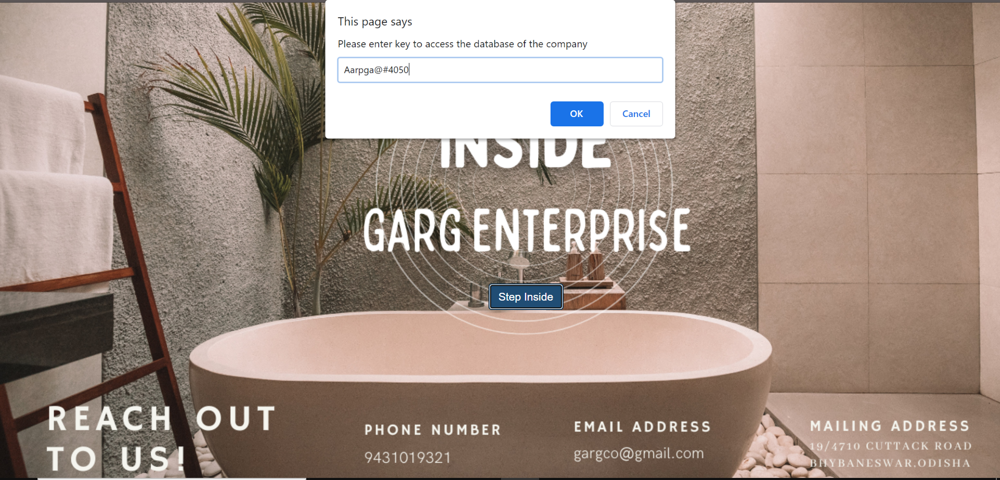 This page says
Please enter key to access the database of the company
Aarpga@#4050
OK Cancel
INSIDE
GARG ENTERPRISE
Step Inside
REACH OUT
TO US!
PHONE NUMBER
9431019321
EMAIL ADDRESS
gargco@gmail.com
MAILING ADDRESS
19/4710 CUTTACK ROAD
BHYBANESWAR,ODISHA